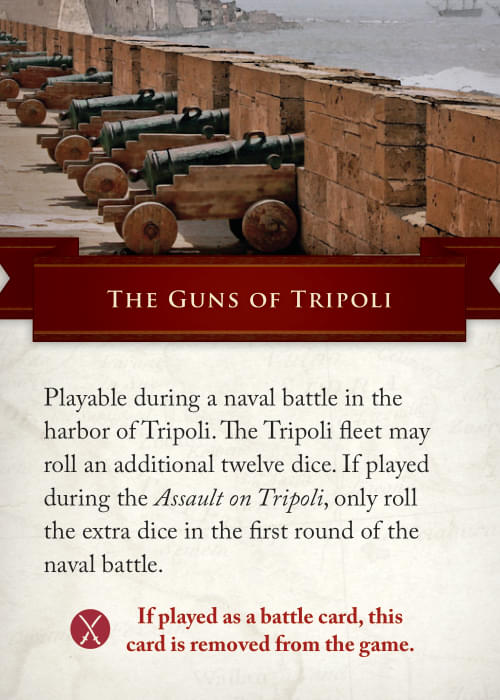 The Guns of Tripoli
Playable during a naval battle in the
harbor of Tripoli. The Tripoli fleet may
roll an additional twelve dice. If played
during the Assault on Tripoli, only roll
the extra dice in the first round of the
naval battle.
If played as a battle card, this
card is removed from the game.